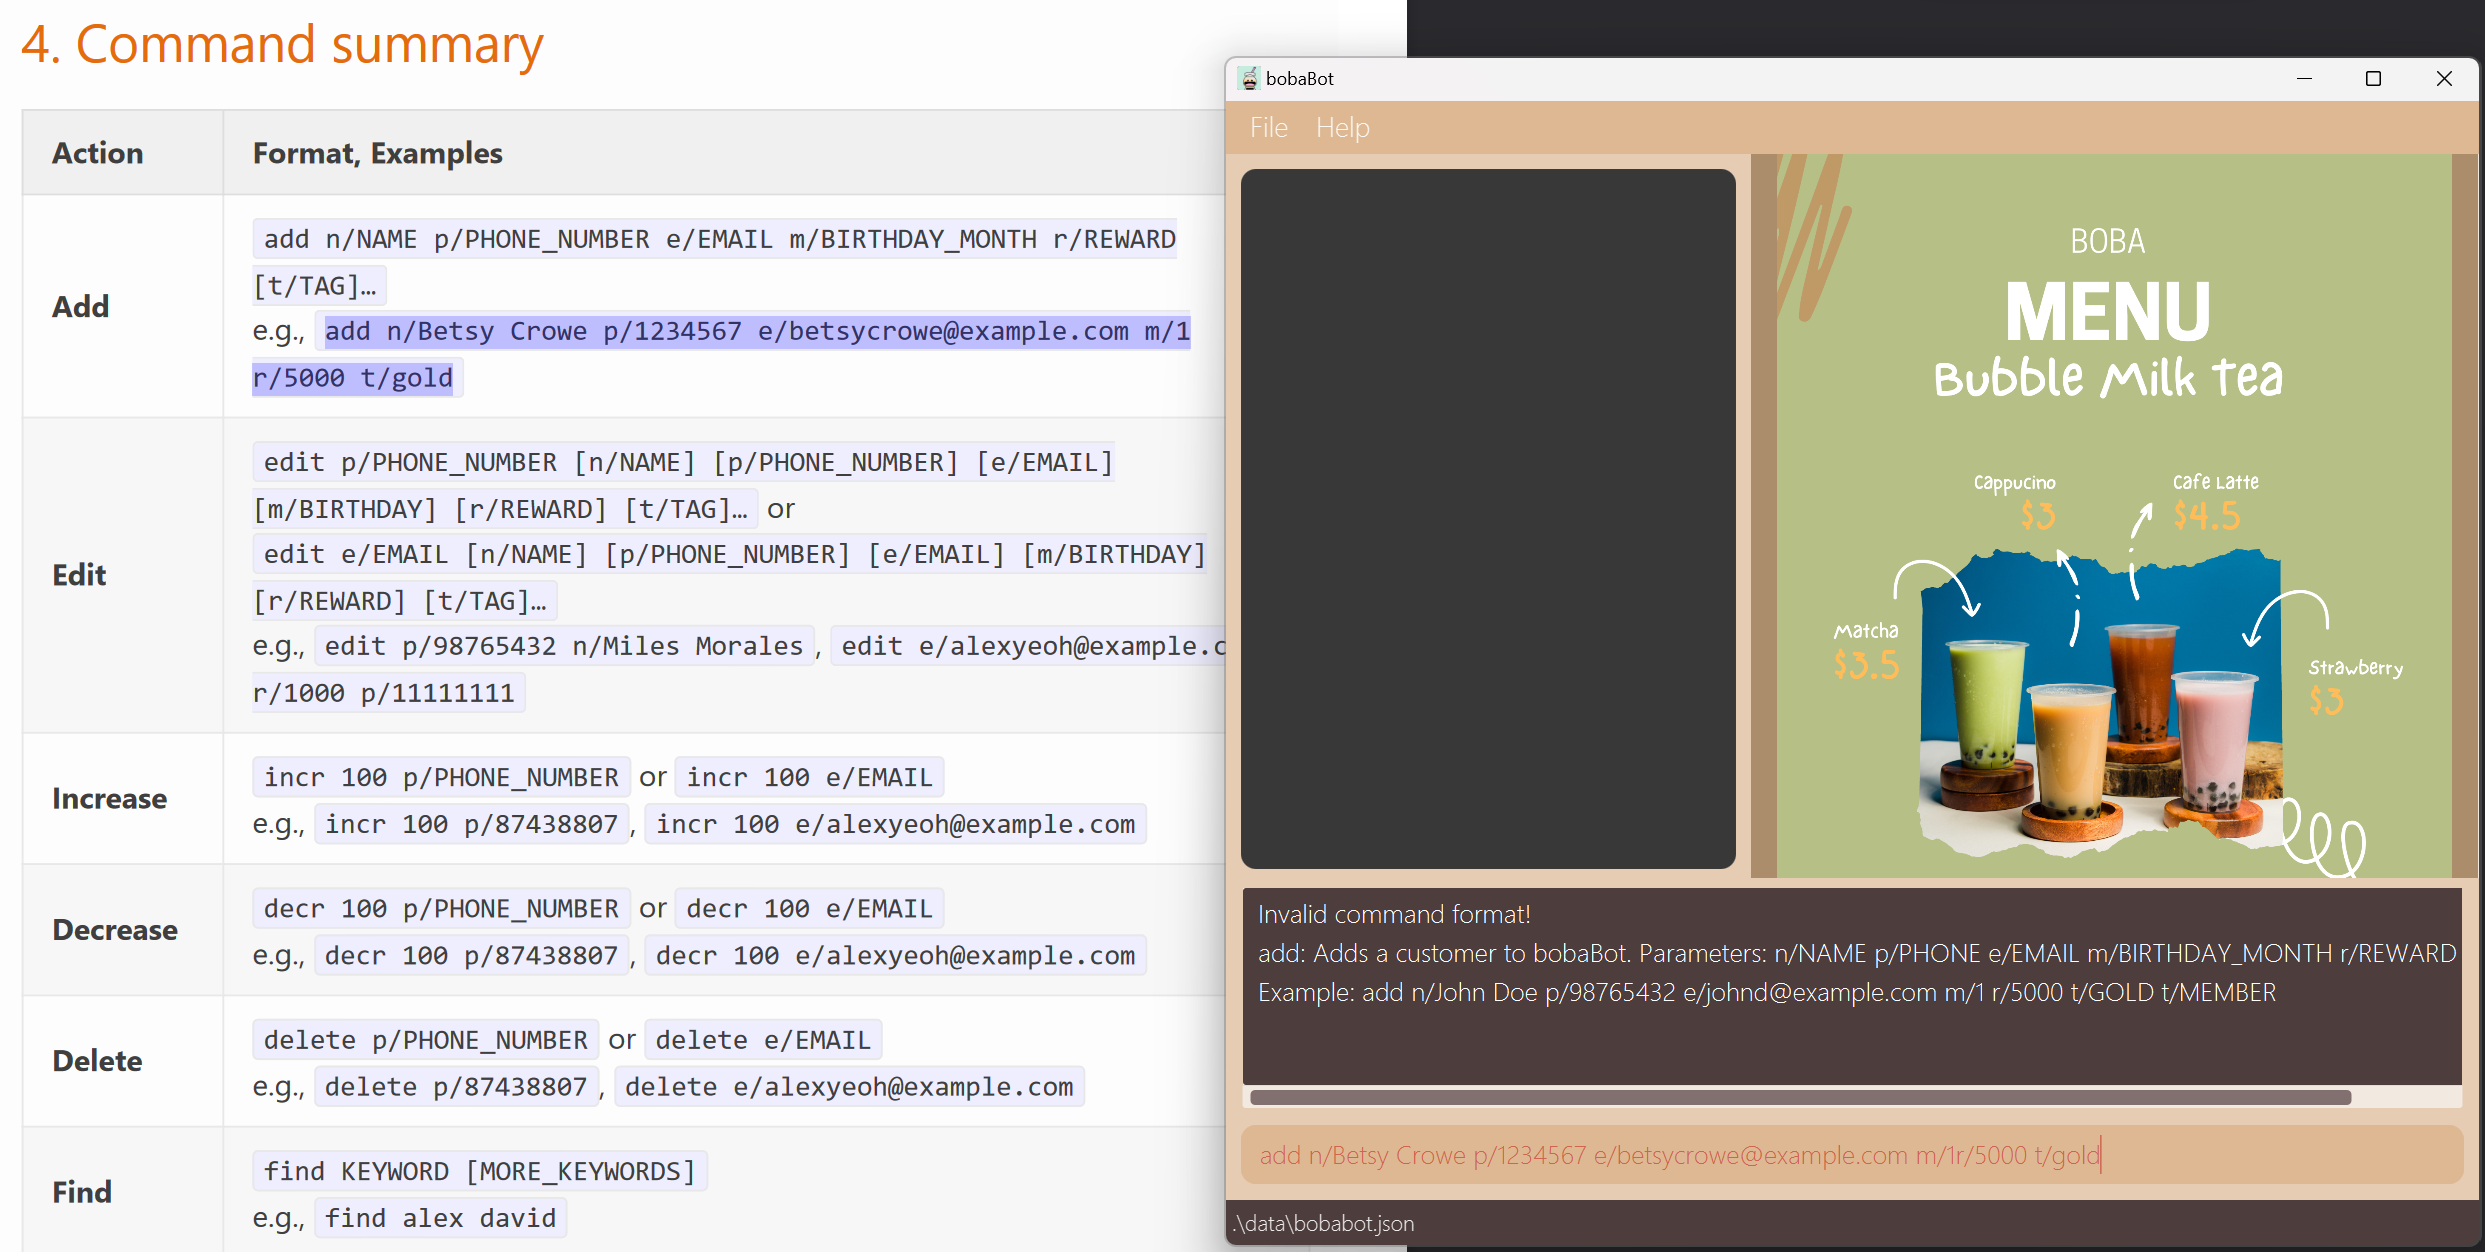 4. Command summary
Action
Format, Examples
Add
add n/NAME p/PHONE_NUMBER e/EMAIL m/BIRTHDAY_MONTH r/REWARD
[t/TAG]…
e.g., add n/Betsy Crowe p/1234567 e/betsycrowe@example.com m/1
r/5000 t/gold
Edit
edit p/PHONE_NUMBER [n/NAME] [p/PHONE_NUMBER] [e/EMAIL]
[m/BIRTHDAY] [r/REWARD] [t/TAG]… or
edit e/EMAIL [n/NAME] [p/PHONE_NUMBER] [e/EMAIL] [m/BIRTHDAY]
[r/REWARD] [t/TAG]…
e.g., edit p/98765432 n/Miles Morales, edit e/alexyeoh@example.c
r/1000 p/11111111
Increase
incr 100 p/PHONE_NUMBER or incr 100 e/EMAIL
e.g., incr 100 p/87438807, incr 100 e/alexyeoh@example.com
Decrease
decr 100 p/PHONE_NUMBER or decr 100 e/EMAIL
e.g., decr 100 p/87438807, decr 100 e/alexyeoh@example.com
Delete
delete p/PHONE_NUMBER or delete e/EMAIL
e.g., delete p/87438807, delete e/alexyeoh@example.com
Find
find KEYWORD [MORE_KEYWORDS]
e.g., find alex david
bobaBot
File Help
BOBA
MENU
Bubble Milk Tea
Cappucino
$3
Cafe Latte
$4.5
Matcha
$3.5
Strawberry
$3
Invalid command format!
add: Adds a customer to bobaBot. Parameters: n/NAME p/PHONE e/EMAIL m/BIRTHDAY_MONTH r/REWARD
Example: add n/John Doe p/98765432 e/johnd@example.com m/1 r/5000 t/GOLD t/MEMBER
add n/Betsy Crowe p/1234567 e/betsycrowe@example.com m/1r/5000 t/gold
.\data\bobabot.json